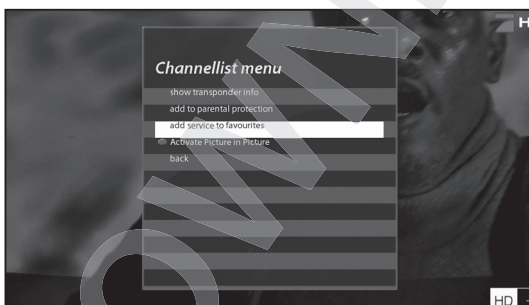 H
Channellist menu
show transponder info
add to parental protection
add service to favourites
Activate Picture in Picture
back
HD